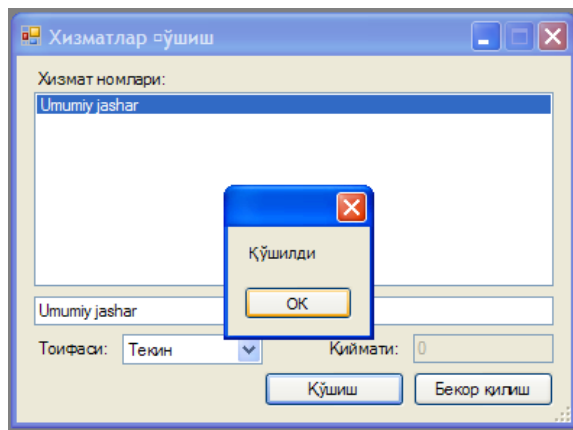 Хизматлар ¤ўшиш
Хизмат номлари:
Umumiy jashar
Қўшилди
OK
Umumiy jashar
Тоифаси: Текин Қиймати: 0
Қўшиш Бекор қилиш